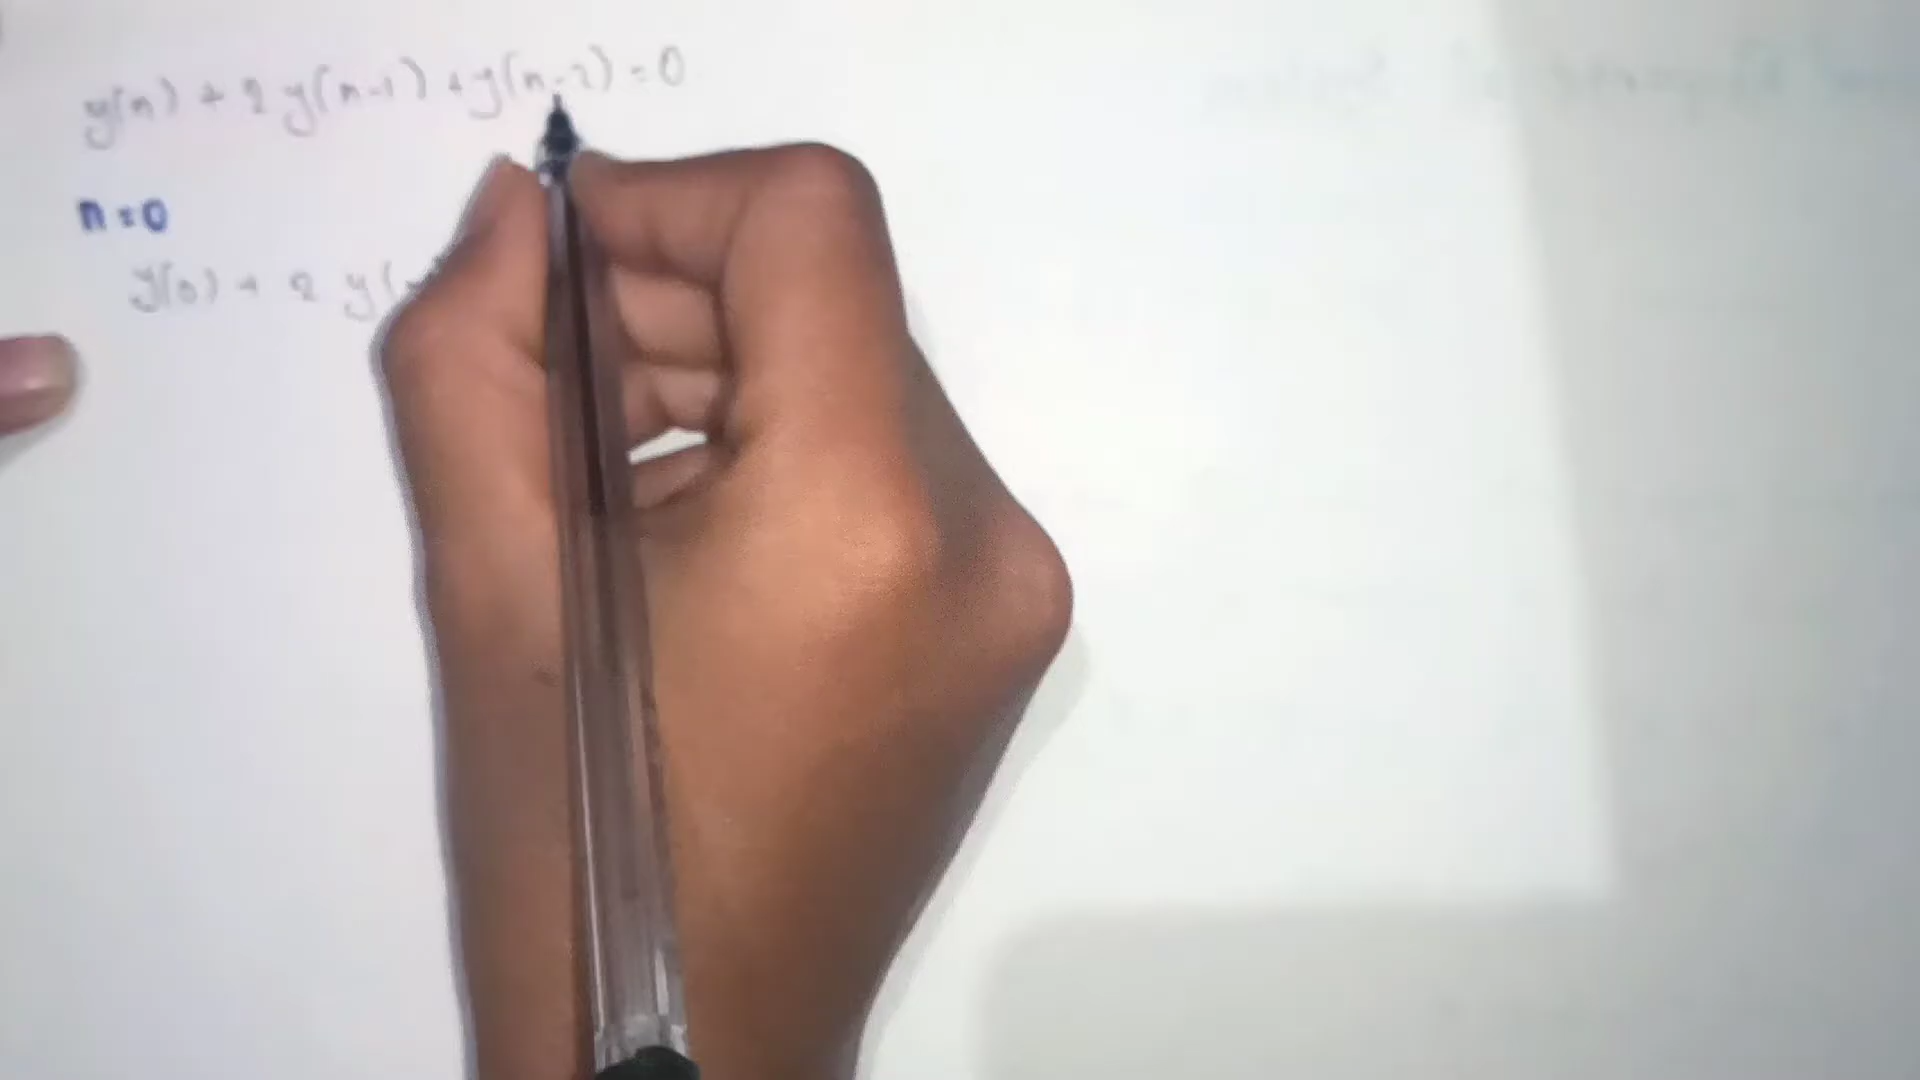 y(n) + 2 y(n-1) + y(n-2) = 0
n = 0
y(0) + 2 y(-